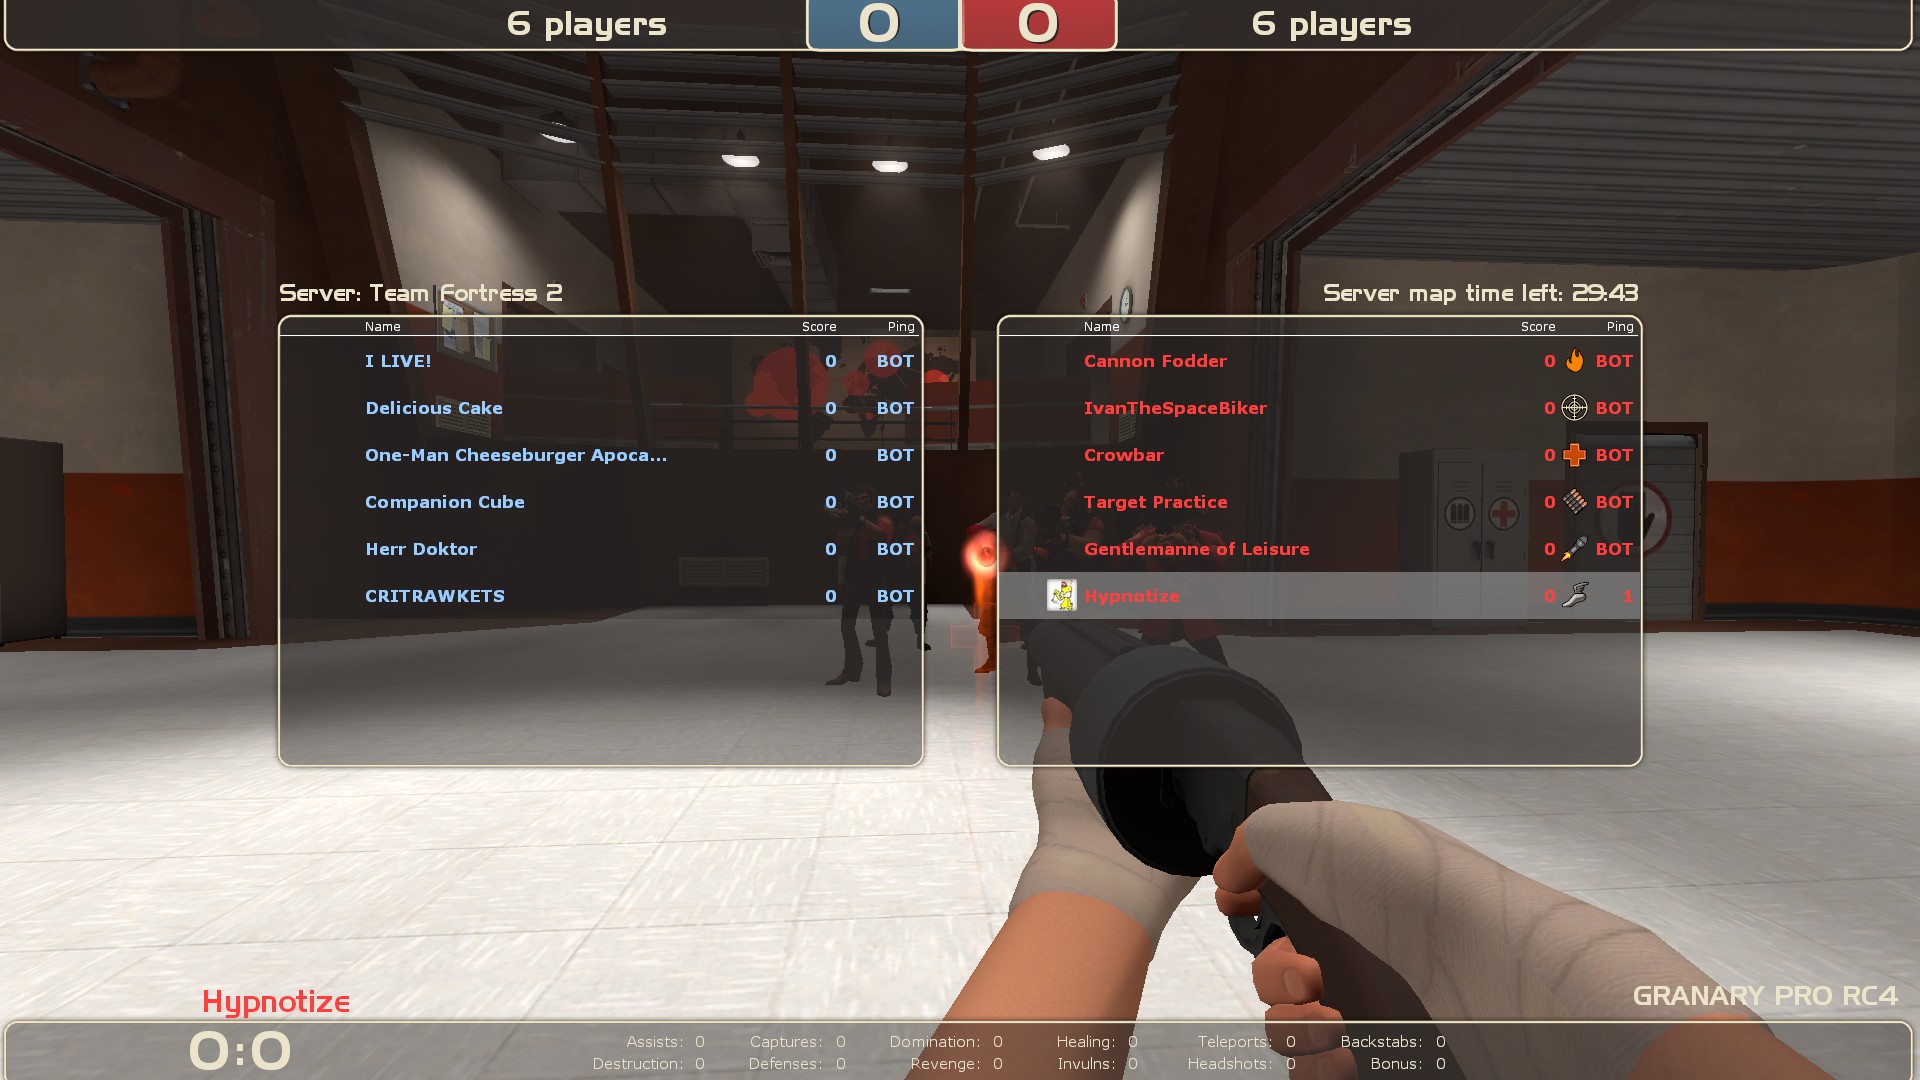 6 players 0 0 6 players
Server: Team Fortress 2
Server map time left: 29:43
Name Score Ping
I LIVE! 0 BOT
Delicious Cake 0 BOT
One-Man Cheeseburger Apoca... 0 BOT
Companion Cube 0 BOT
Herr Doktor 0 BOT
CRITRAWKETS 0 BOT
Name Score Ping
Cannon Fodder 0 BOT
IvanTheSpaceBiker 0 BOT
Crowbar 0 BOT
Target Practice 0 BOT
Gentlemanne of Leisure 0 BOT
Hypnotize 0 1
Hypnotize
GRANARY PRO RC4
0:0
Assists: 0 Captures: 0 Domination: 0 Healing: 0 Teleports: 0 Backstabs: 0
Destruction: 0 Defenses: 0 Revenge: 0 Invulns: 0 Headshots: 0 Bonus: 0